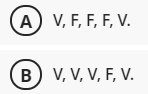 A V, F, F, F, V.
B V, V, V, F, V.